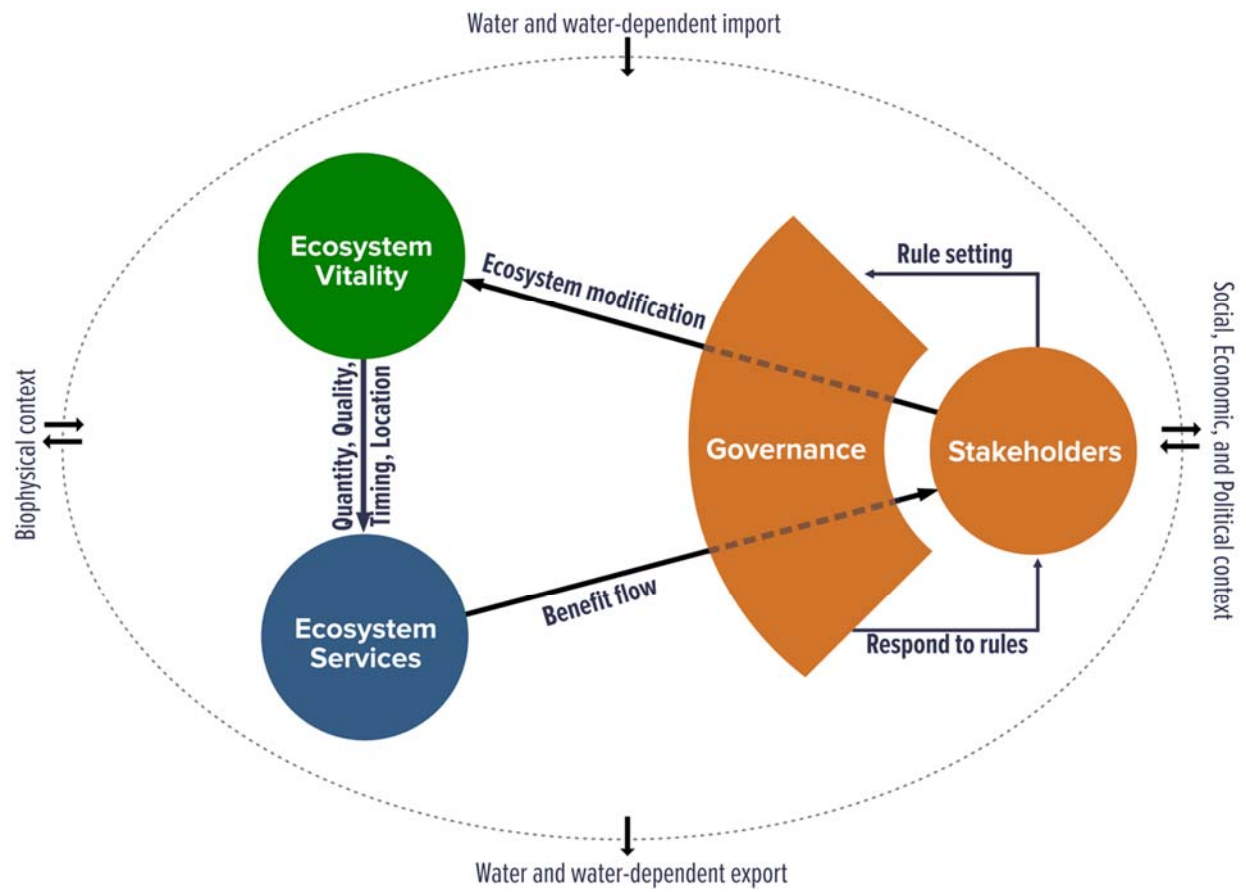 Water and water-dependent import
Ecosystem
Vitality
Ecosystem modification
Rule setting
Quantity, Quality,
Timing, Location
Biophysical context
Governance
Stakeholders
Social, Economic, and Political context
Benefit flow
Ecosystem
Services
Respond to rules
Water and water-dependent export